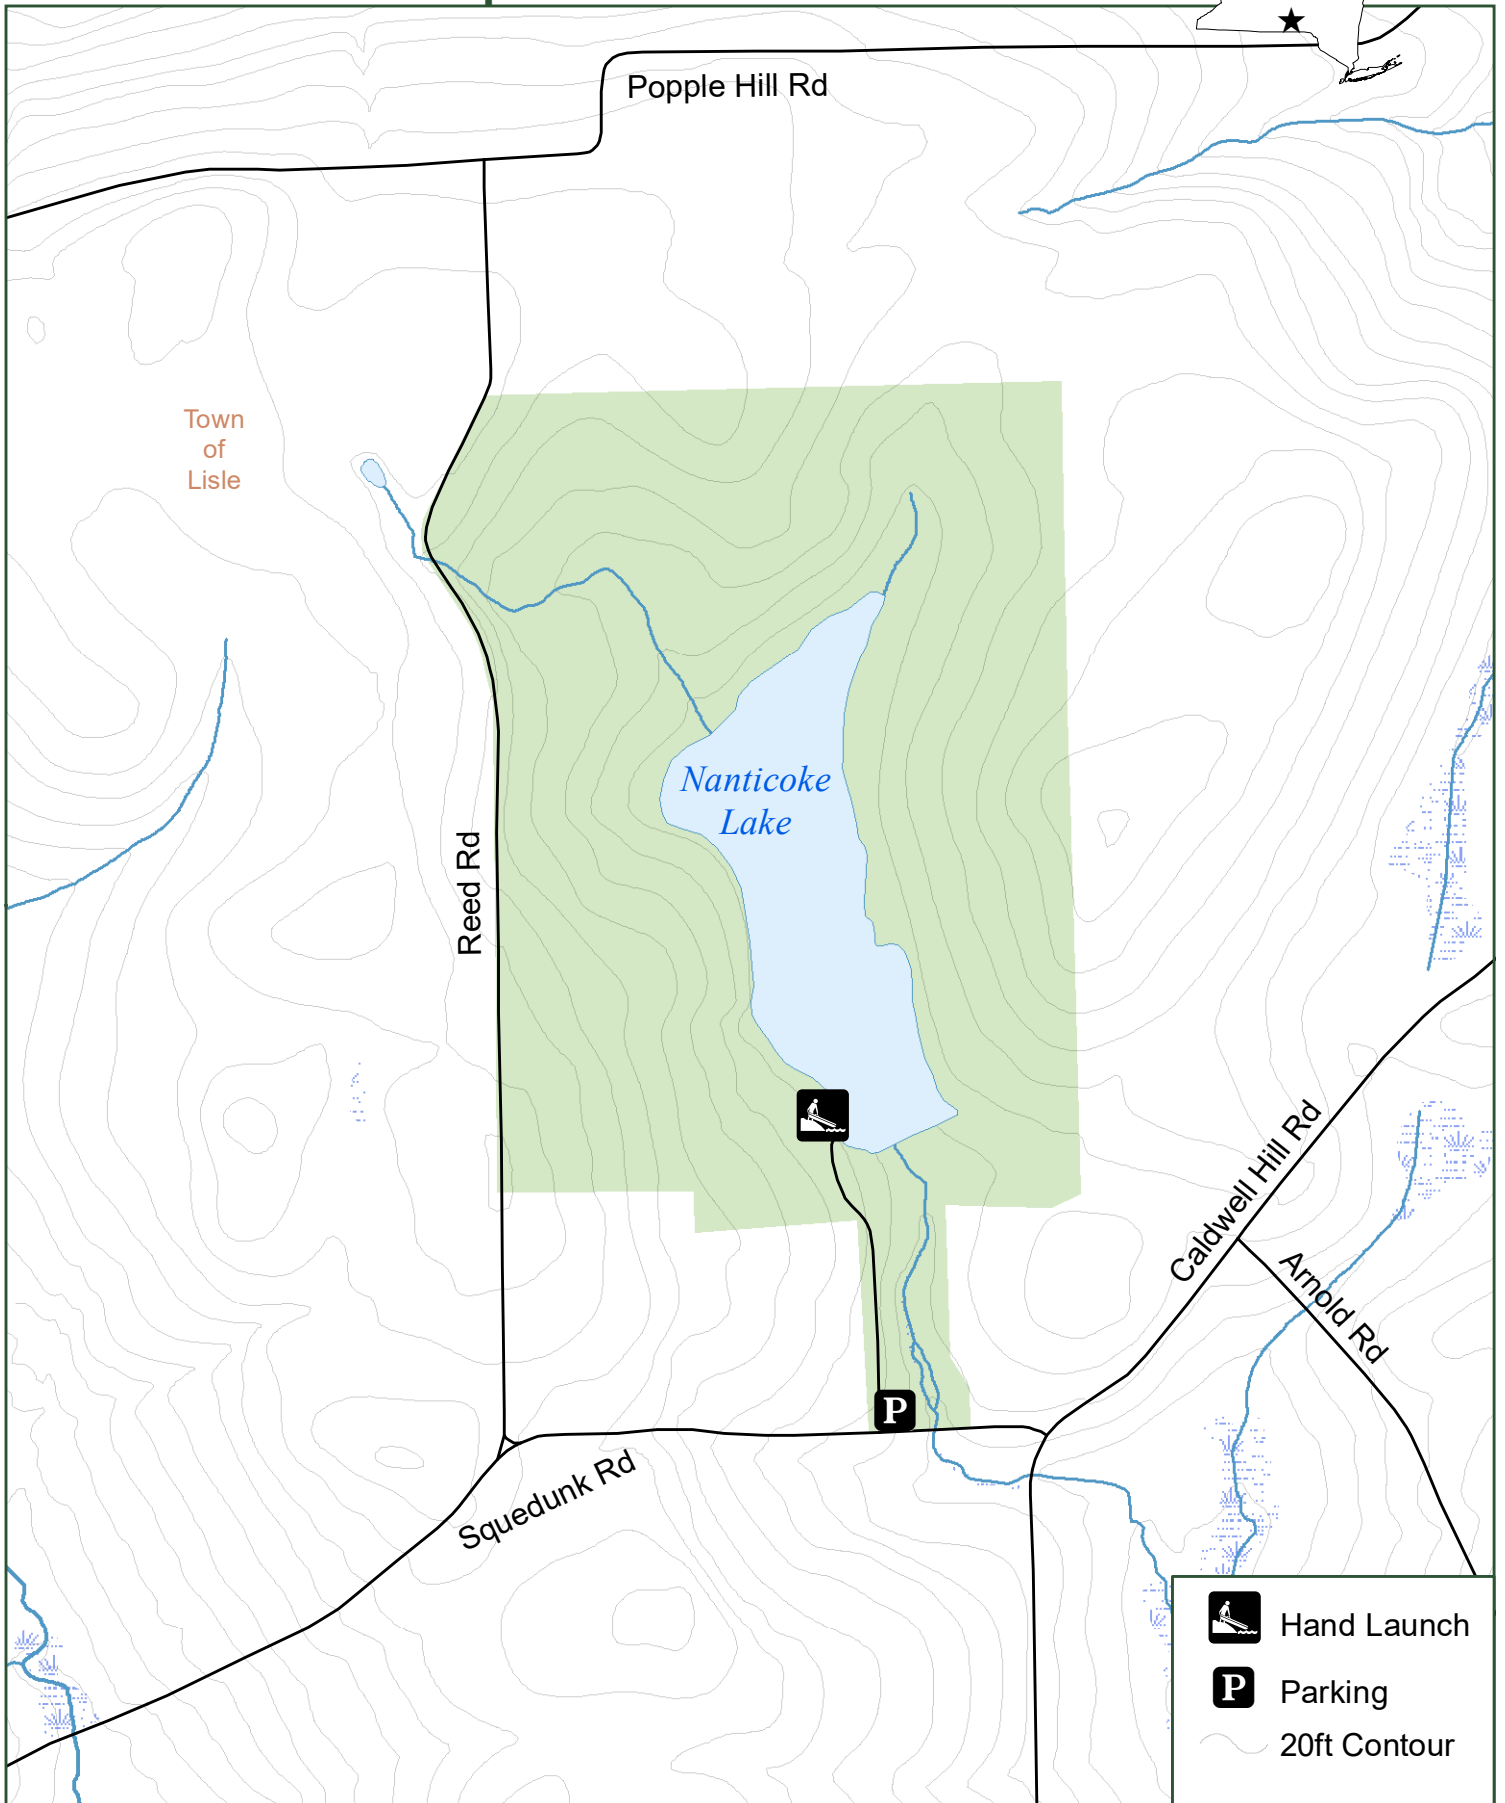 Popple Hill Rd
Town
of
Lisle
Nanticoke
Lake
Reed Rd
Caldwell Hill Rd
Arnold Rd
P
Squedunk Rd
Hand Launch
P
Parking
20ft Contour